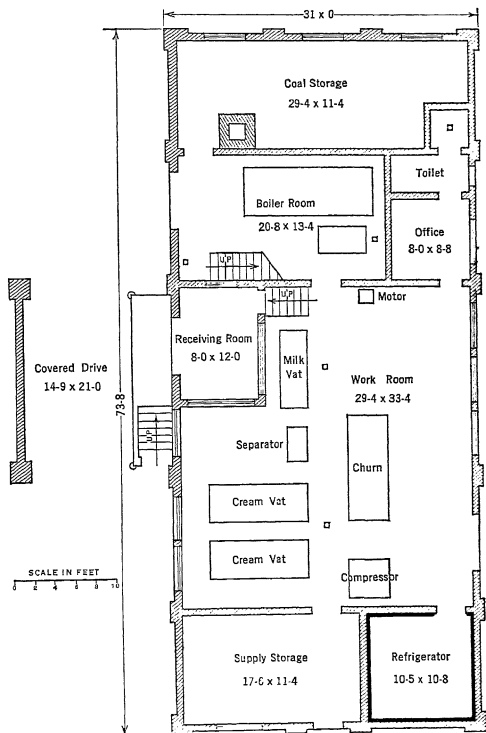 31 x 0
Coal Storage
29-4 x 11-4
Toilet
Boiler Room
20-8 x 13-4
Office
8-0 x 8-8
UP
UP
Motor
Receiving Room
8-0 x 12-0
Milk
Vat
Covered Drive
14-9 x 21-0
73-8
Work Room
29-4 x 33-4
UP
Separator
Churn
Cream Vat
Cream Vat
Compressor
SCALE IN FEET
0 2 4 6 8 10
Supply Storage
17-6 x 11-4
Refrigerator
10-5 x 10-8